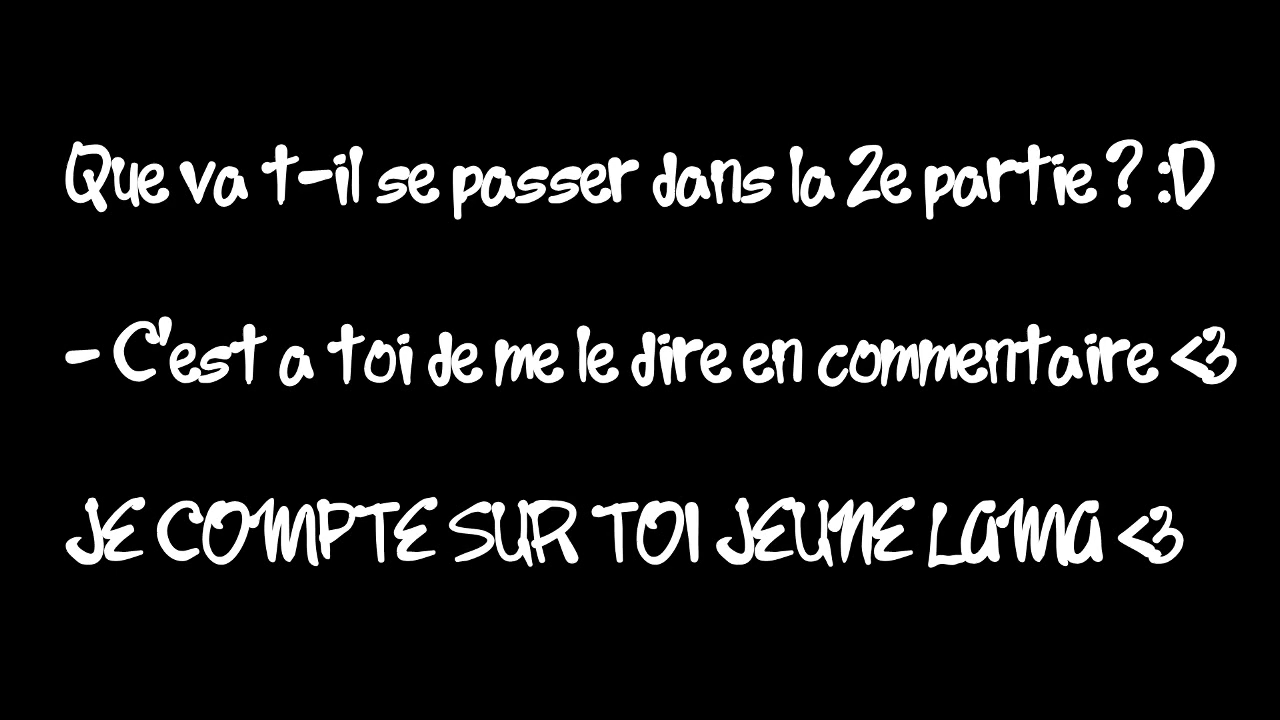 Que va t-il se passer dans la 2e partie ? :D
- C'est a toi de me le dire en commentaire <3
JE COMPTE SUR TOI JEUNE LAMA <3